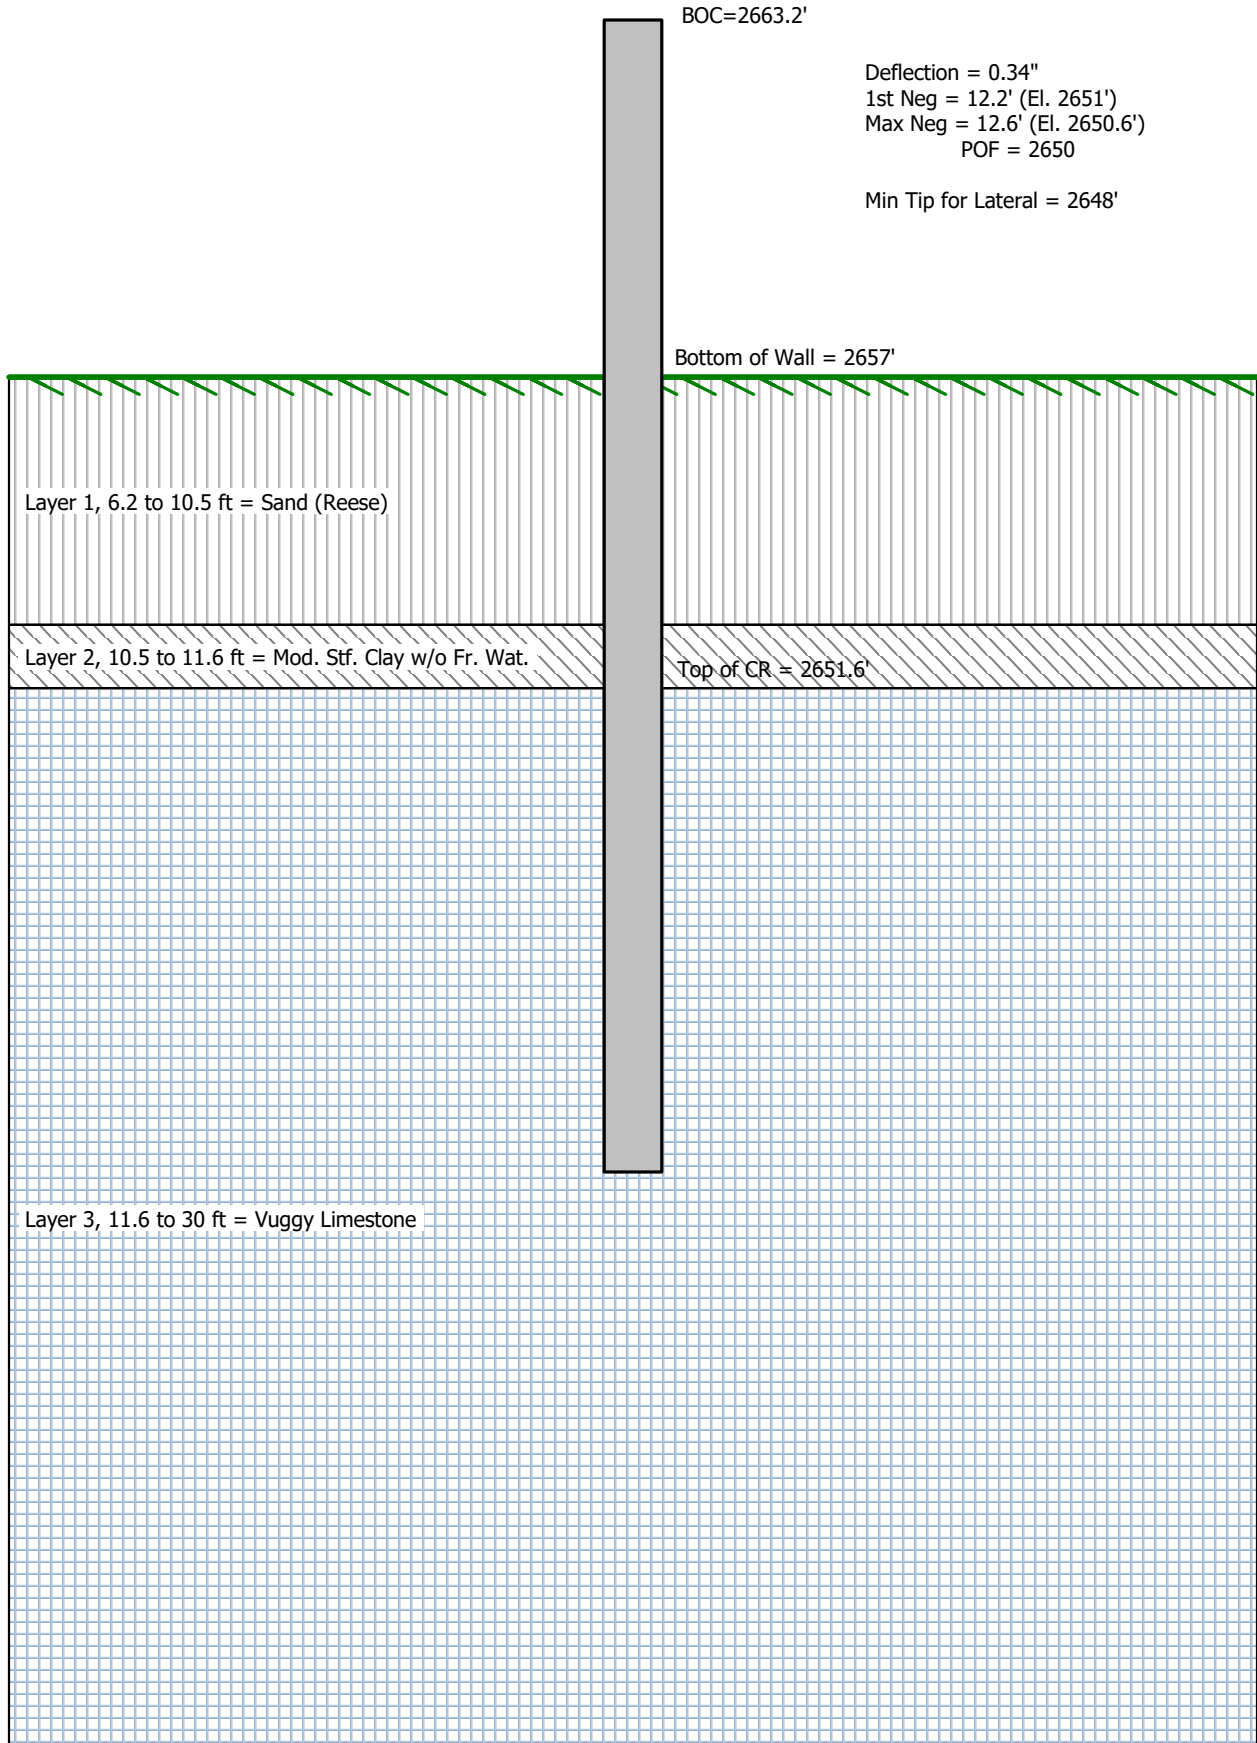 BOC=2663.2'
Deflection = 0.34"
1st Neg = 12.2' (El. 2651')
Max Neg = 12.6' (El. 2650.6')
POF = 2650
Min Tip for Lateral = 2648'
Bottom of Wall = 2657'
Layer 1, 6.2 to 10.5 ft = Sand (Reese)
Layer 2, 10.5 to 11.6 ft = Mod. Stf. Clay w/o Fr. Wat.
Top of CR = 2651.6'
Layer 3, 11.6 to 30 ft = Vuggy Limestone